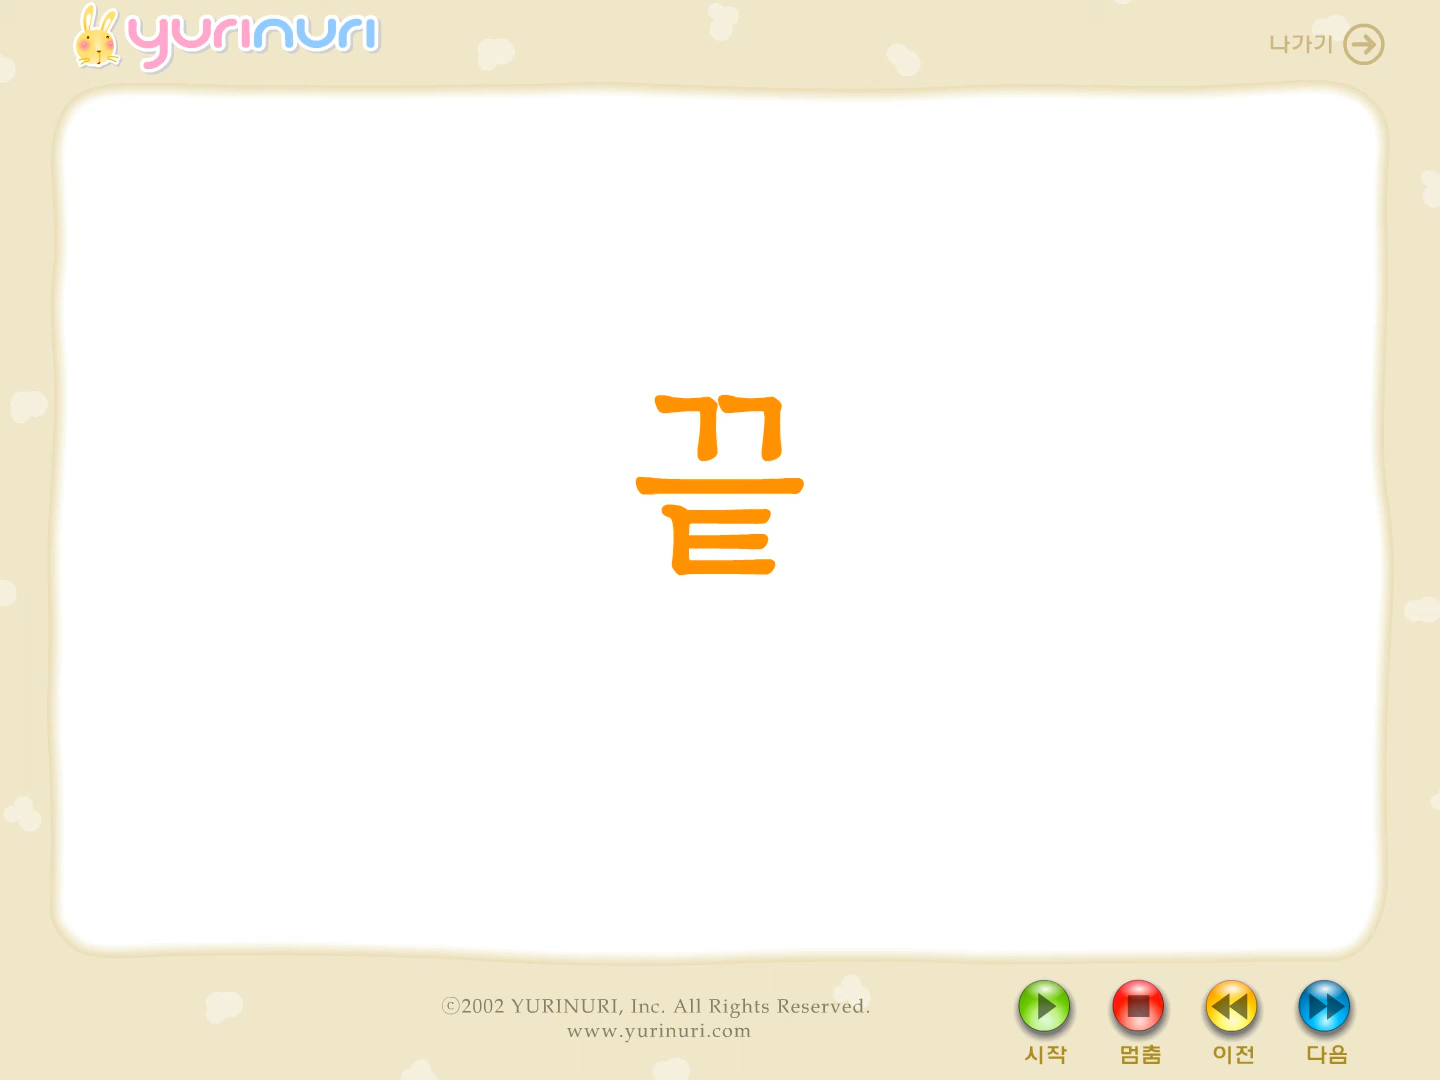 yurinuri
나가기
끝
©2002 YURINURI, Inc. All Rights Reserved.
www.yurinuri.com
시작 멈춤 이전 다음